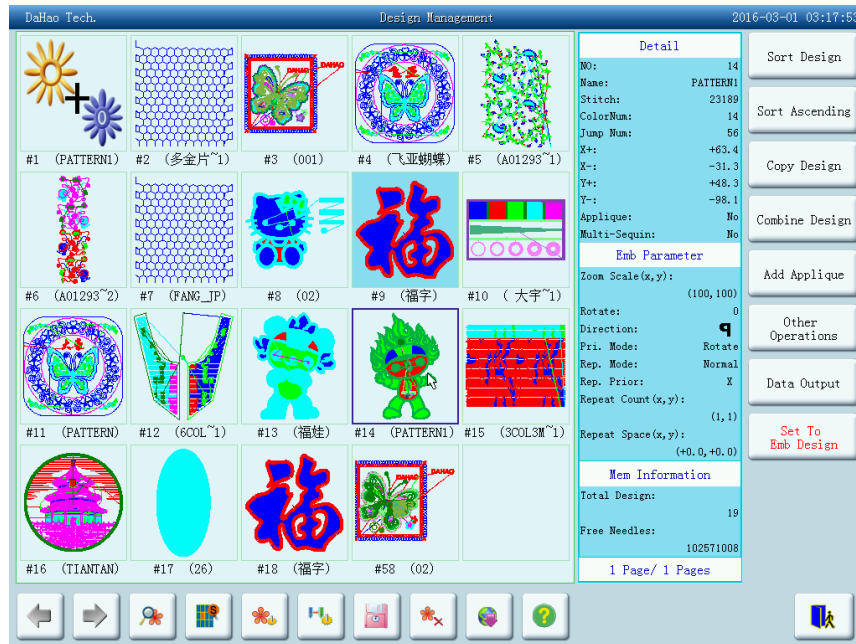 DaHao Tech.
Design Management
2016-03-01 03:17:53
#1 (PATTERN1)
#2 (多金片~1)
#3 (001)
#4 (飞亚蝴蝶)
#5 (A01293~1)
#6 (A01293~2)
#7 (FANG_JP)
#8 (02)
#9 (福字)
#10 ( 大宇~1)
#11 (PATTERN)
#12 (6COL~1)
#13 (福娃)
#14 (PATTERN1)
#15 (3COL3M~1)
#16 (TIANTAN)
#17 (26)
#18 (福字)
#58 (02)
DAHAO
DAHAO
福
福
DAHAO
DAHAO
Detail
NO: 14
Name: PATTERN1
Stitch: 23189
ColorNum: 14
Jump Num: 56
X+: +63.4
X-: -31.3
Y+: +48.3
Y-: -98.1
Applique: No
Multi-Sequin: No
Emb Parameter
Zoom Scale(x,y):
(100,100)
Rotate: 0
Direction: P
Pri. Mode: Rotate
Rep. Mode: Normal
Rep. Prior: X
Repeat Count(x,y):
(1,1)
Repeat Space(x,y):
(+0.0,+0.0)
Mem Information
Total Design:
19
Free Needles:
102571008
1 Page/ 1 Pages
Sort Design
Sort Ascending
Copy Design
Combine Design
Add Applique
Other
Operations
Data Output
Set To
Emb Design